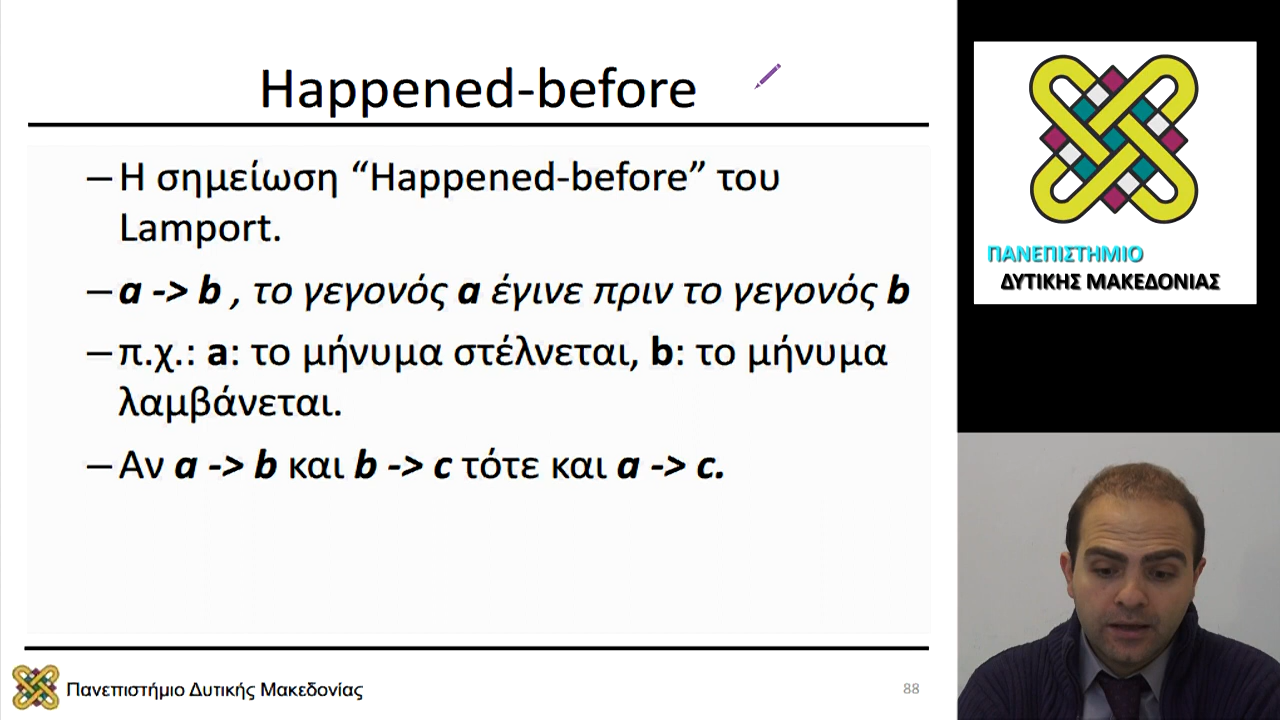 Happened-before
– Η σημείωση “Happened-before” του
Lamport.
– a -> b , το γεγονός a έγινε πριν το γεγονός b
– π.χ.: a: το μήνυμα στέλνεται, b: το μήνυμα
λαμβάνεται.
– Αν a -> b και b -> c τότε και a -> c.
Πανεπιστήμιο Δυτικής Μακεδονίας
88
ΠΑΝΕΠΙΣΤΗΜΙΟ
ΔΥΤΙΚΗΣ ΜΑΚΕΔΟΝΙΑΣ